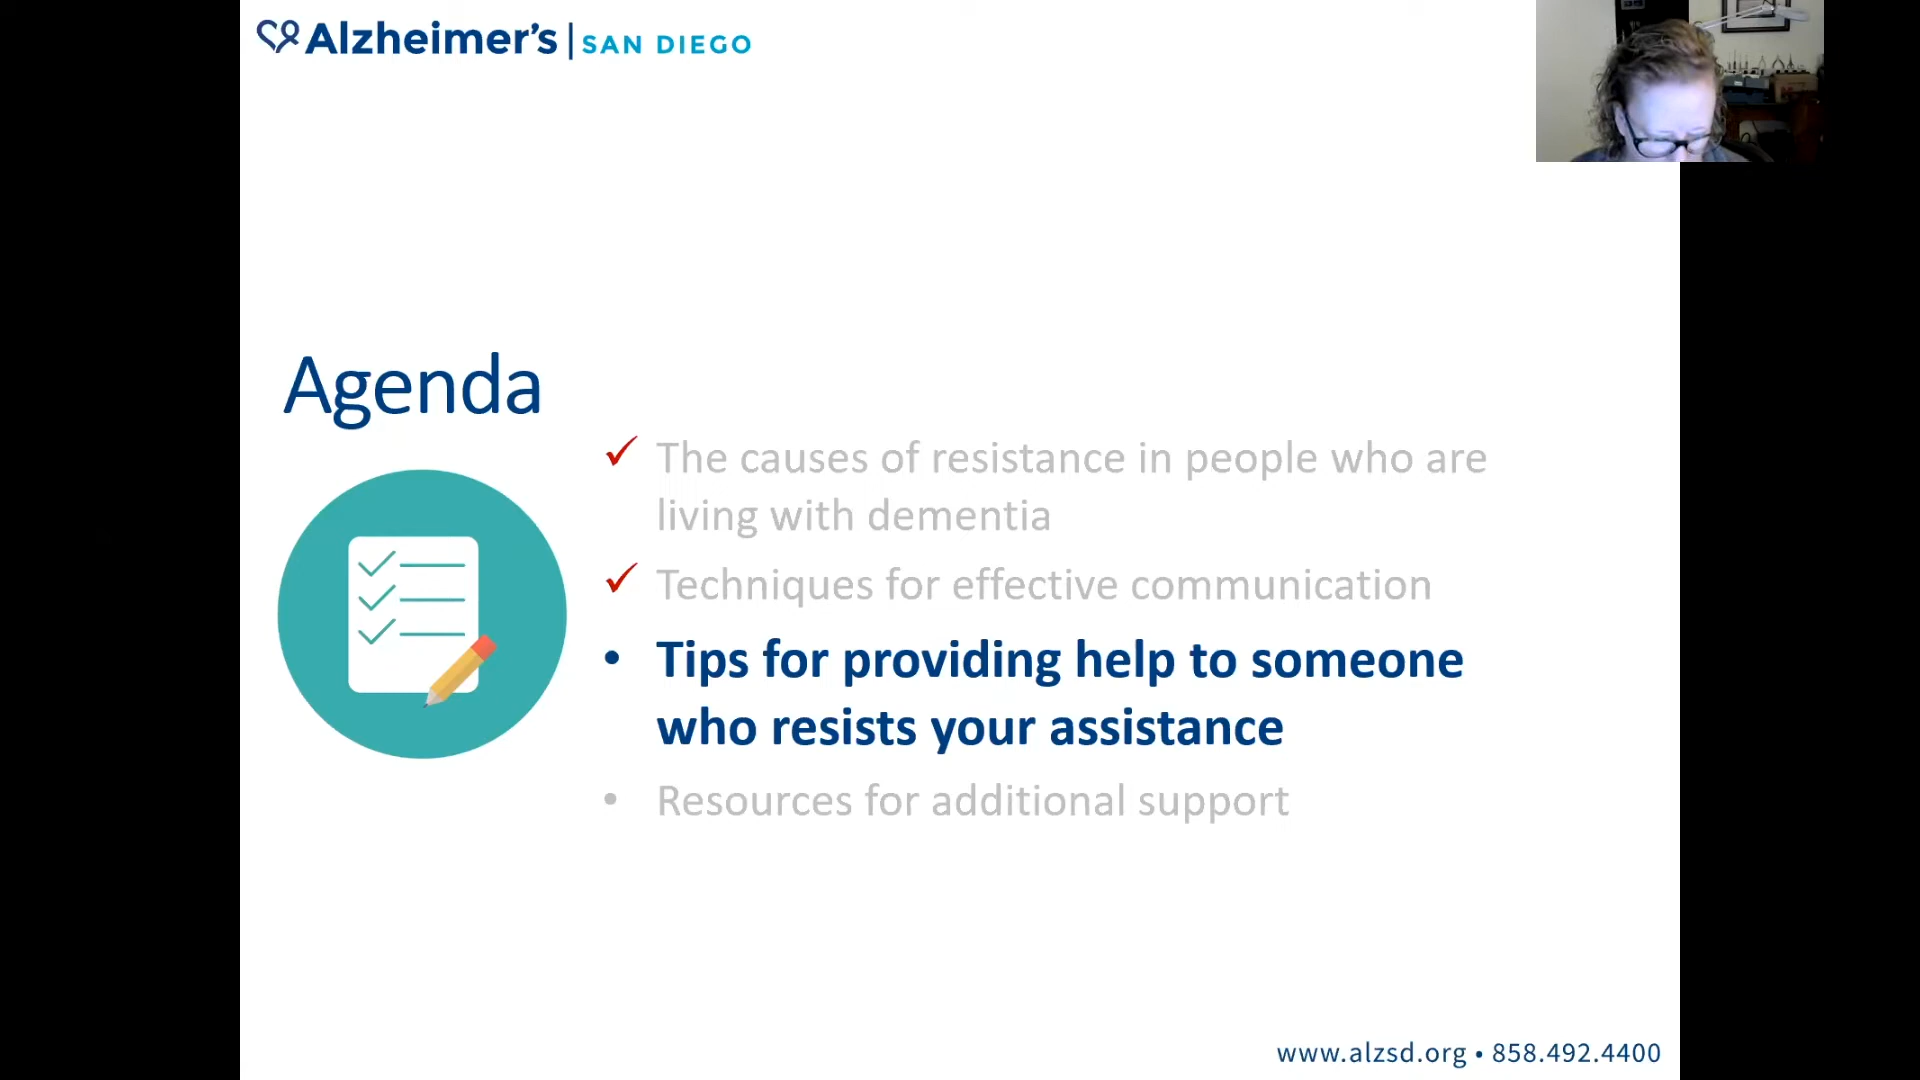 Alzheimer's | SAN DIEGO
Agenda
✓ The causes of resistance in people who are
living with dementia
✓ Techniques for effective communication
• Tips for providing help to someone
who resists your assistance
• Resources for additional support
www.alzsd.org • 858.492.4400